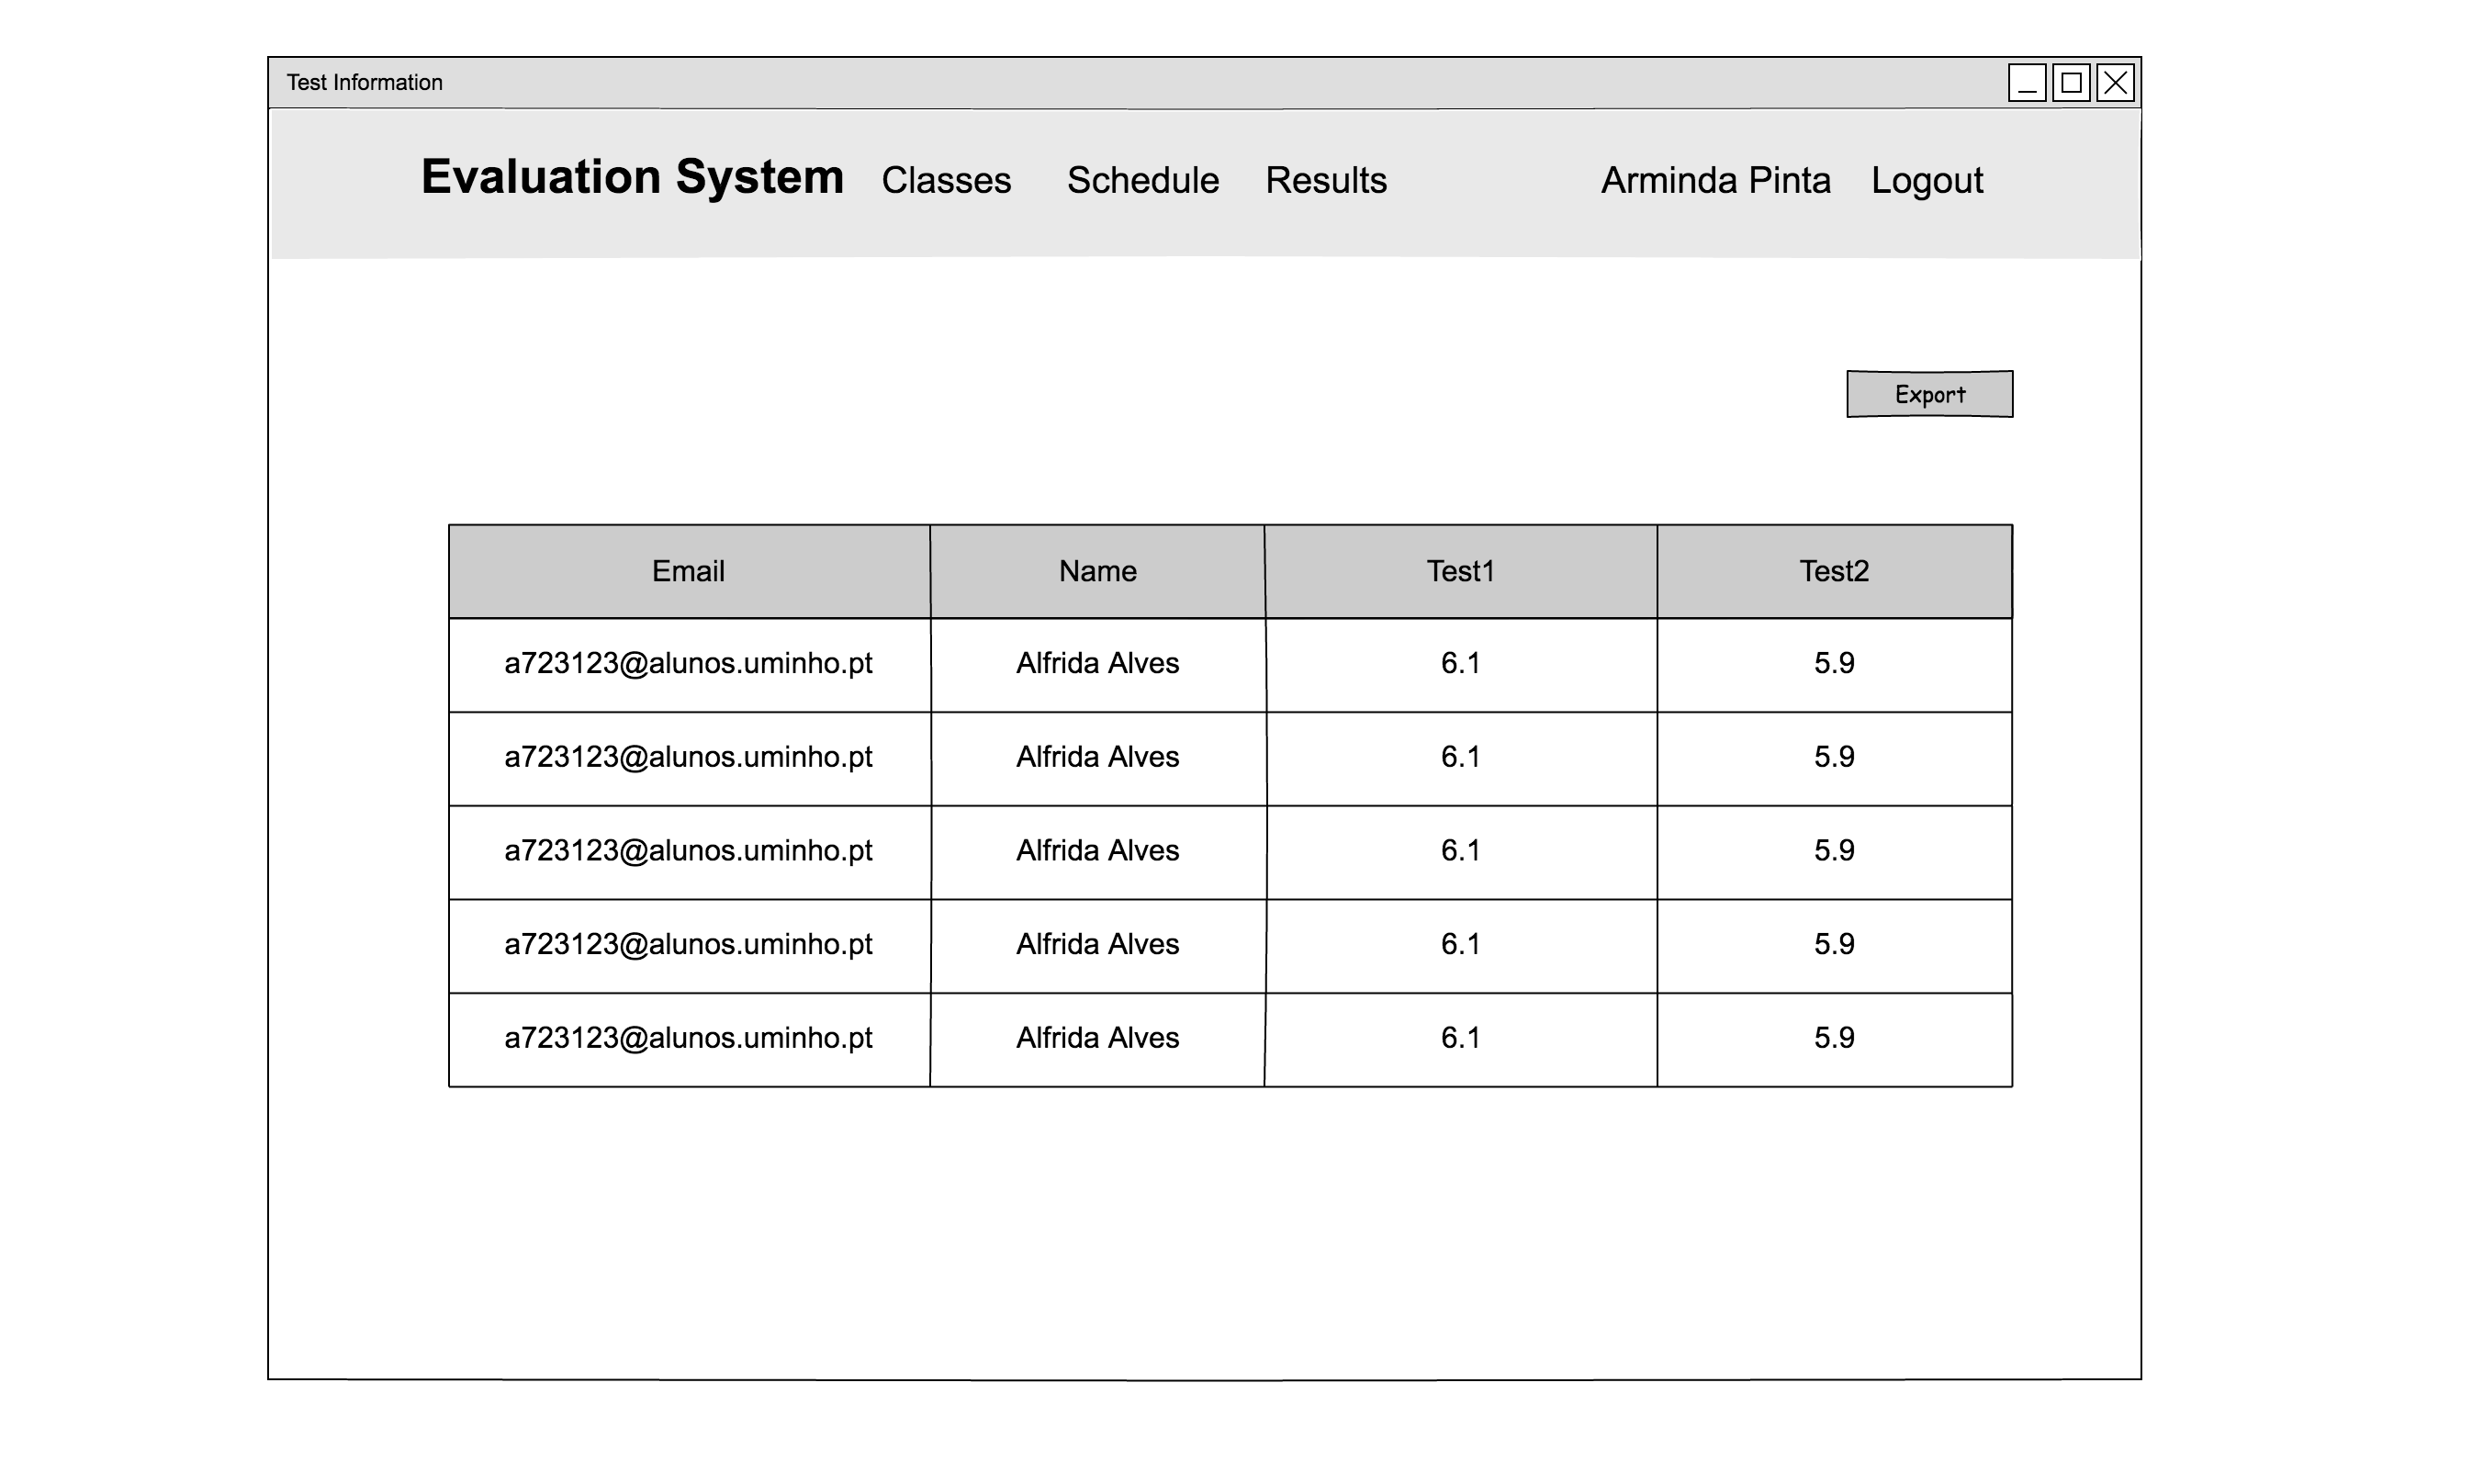 Test Information
Evaluation System Classes Schedule Results Arminda Pinta Logout
Export
Email Name Test1 Test2
a723123@alunos.uminho.pt Alfrida Alves 6.1 5.9
a723123@alunos.uminho.pt Alfrida Alves 6.1 5.9
a723123@alunos.uminho.pt Alfrida Alves 6.1 5.9
a723123@alunos.uminho.pt Alfrida Alves 6.1 5.9
a723123@alunos.uminho.pt Alfrida Alves 6.1 5.9